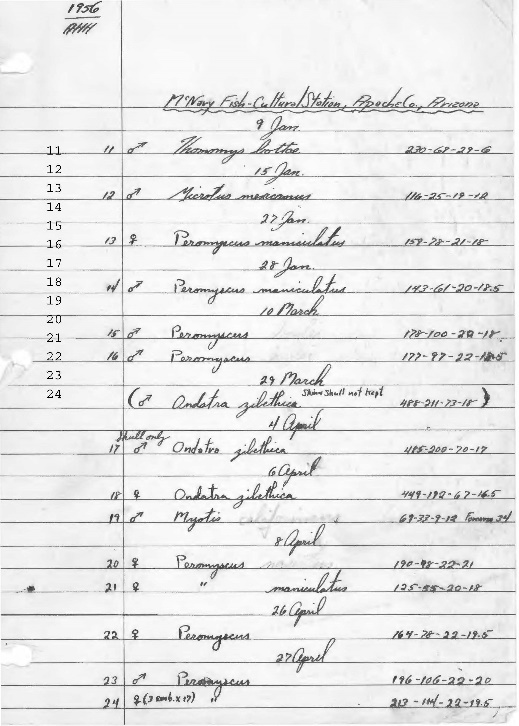 1956
AHH
McNary Fish-Cultural Station, Apache Co., Arizona
9 Jan.
11 11 ♂ Thomomys bottae 230-68-29-6
12 15 Jan.
13 12 ♂ Microtus mexicanus 116-25-19-12
14
15 27 Jan.
16 13 ♀ Peromyscus maniculatus 159-78-21-18
17 28 Jan.
18 14 ♂ Peromyscus maniculatus 143-61-20-18.5
19 10 March
20
21 15 ♂ Peromyscus 178-100-22-18
22 16 ♂ Peromyscus 177-97-22-18.5
23 29 March
24 (♂ Ondatra zibethica Skin & Skull not kept 488-211-73-18)
4 April
Skull only
17 ♂ Ondatra zibethica 485-200-70-17
6 April
18 ♀ Ondatra zibethica 449-192-67-16.5
19 ♂ Myotis 69-33-9-12 Forearm 34
8 April
20 ♀ Peromyscus 190-98-22-21
21 ♀ " maniculatus 125-55-20-18
26 April
22 ♀ Peromyscus 164-78-22-19.5
27 April
23 ♂ Peromyscus 196-106-22-20
24 ♀ (3 emb. x 17) " 213-114-22-19.5